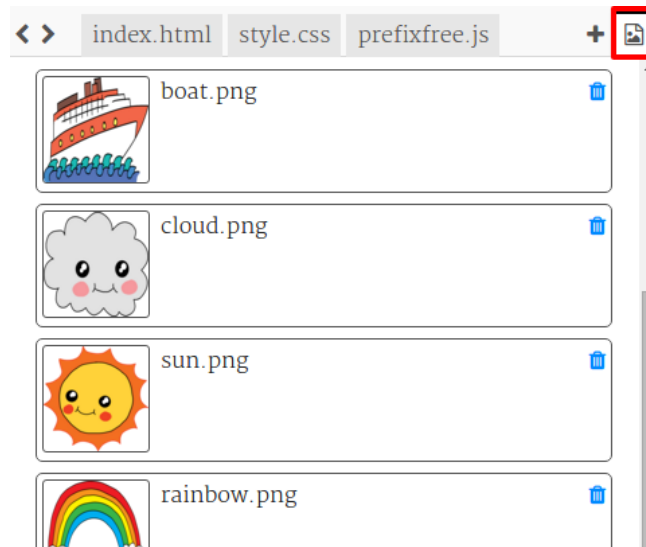 index.html style.css prefixfree.js
boat.png
cloud.png
sun.png
rainbow.png